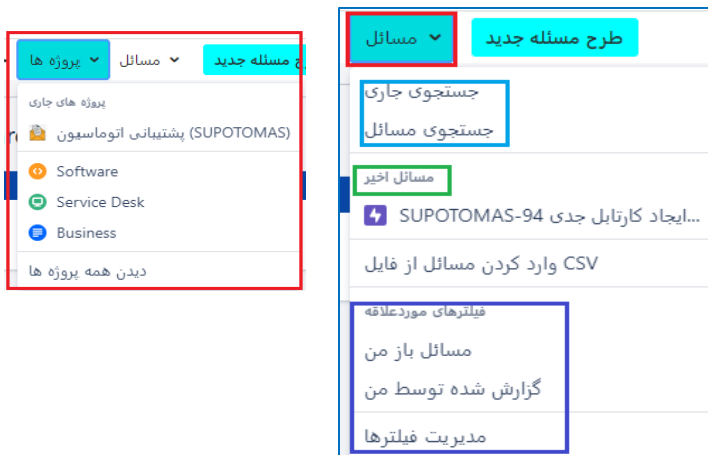 پروژه ها مسائل مسئله جدید
پروژه های جاری
پشتیبانی اتوماسیون (SUPOTOMAS)
Software
Service Desk
Business
دیدن همه پروژه ها
مسائل طرح مسئله جدید
جستجوی جاری
جستجوی مسائل
مسائل اخیر
SUPOTOMAS-94 ایجاد کارتابل جدی...
وارد کردن مسائل از فایل CSV
فیلترهای موردعلاقه
مسائل باز من
گزارش شده توسط من
مدیریت فیلترها